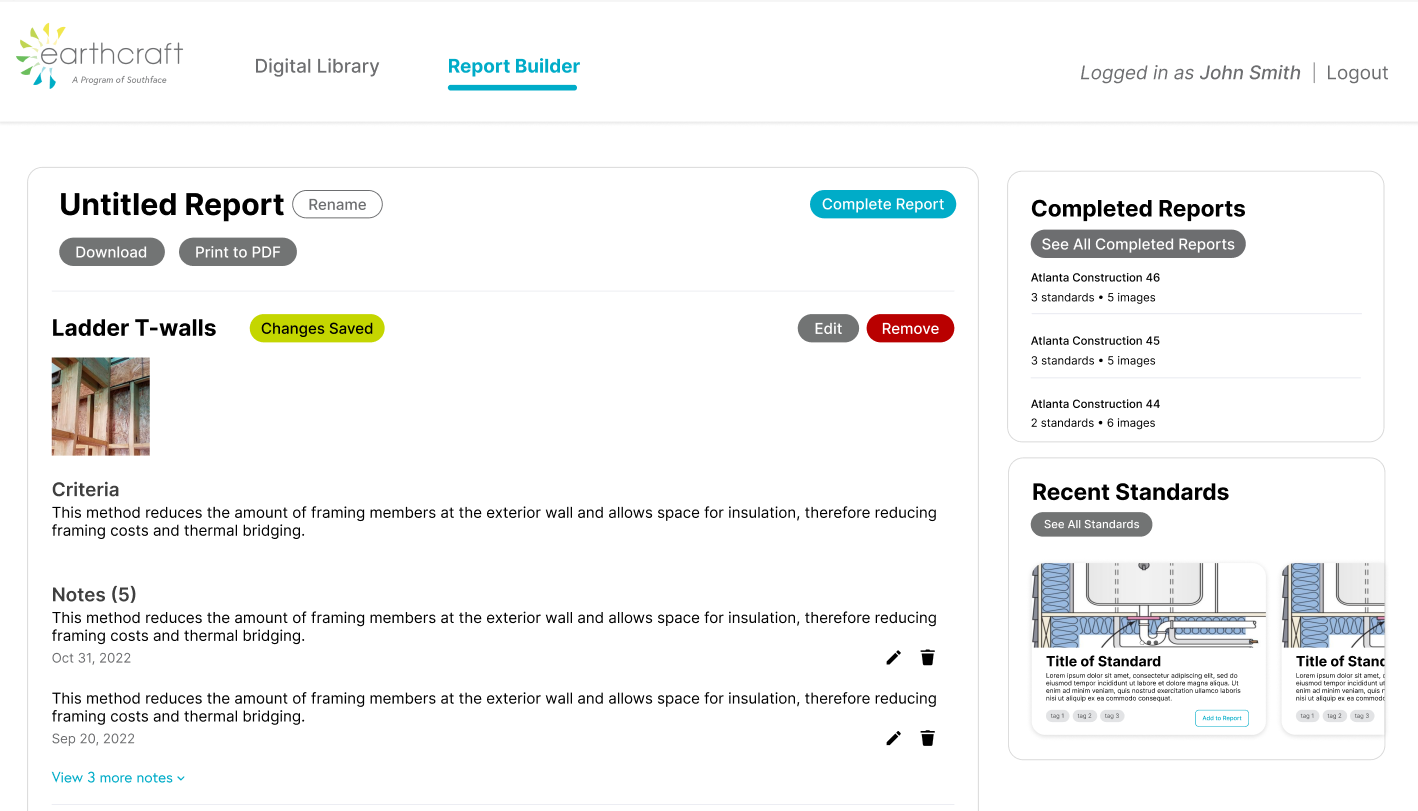 earthcraft
A Program of Southface
Digital Library
Report Builder
Logged in as John Smith | Logout
Untitled Report
Rename
Complete Report
Download
Print to PDF
Ladder T-walls
Changes Saved
Edit
Remove
Criteria
This method reduces the amount of framing members at the exterior wall and allows space for insulation, therefore reducing
framing costs and thermal bridging.
Notes (5)
This method reduces the amount of framing members at the exterior wall and allows space for insulation, therefore reducing
framing costs and thermal bridging.
Oct 31, 2022
This method reduces the amount of framing members at the exterior wall and allows space for insulation, therefore reducing
framing costs and thermal bridging.
Sep 20, 2022
View 3 more notes
Completed Reports
See All Completed Reports
Atlanta Construction 46
3 standards • 5 images
Atlanta Construction 45
3 standards • 5 images
Atlanta Construction 44
2 standards • 6 images
Recent Standards
See All Standards
Title of Standard
Lorem ipsum dolor sit amet, consectetur adipiscing elit, sed do
eiusmod tempor incididunt ut labore et dolore magna aliqua. Ut
enim ad minim veniam, quis nostrud exercitation ullamco laboris
nisi ut aliquip ex ea commodo consequat.
tag 1
tag 2
tag 3
Add to Report
Title of Stand
Lorem ipsum dolor sit amet, c
eiusmod tempor incididunt ut
enim ad minim veniam, quis n
nisi ut aliquip ex ea commodo
tag 1
tag 2
tag 3